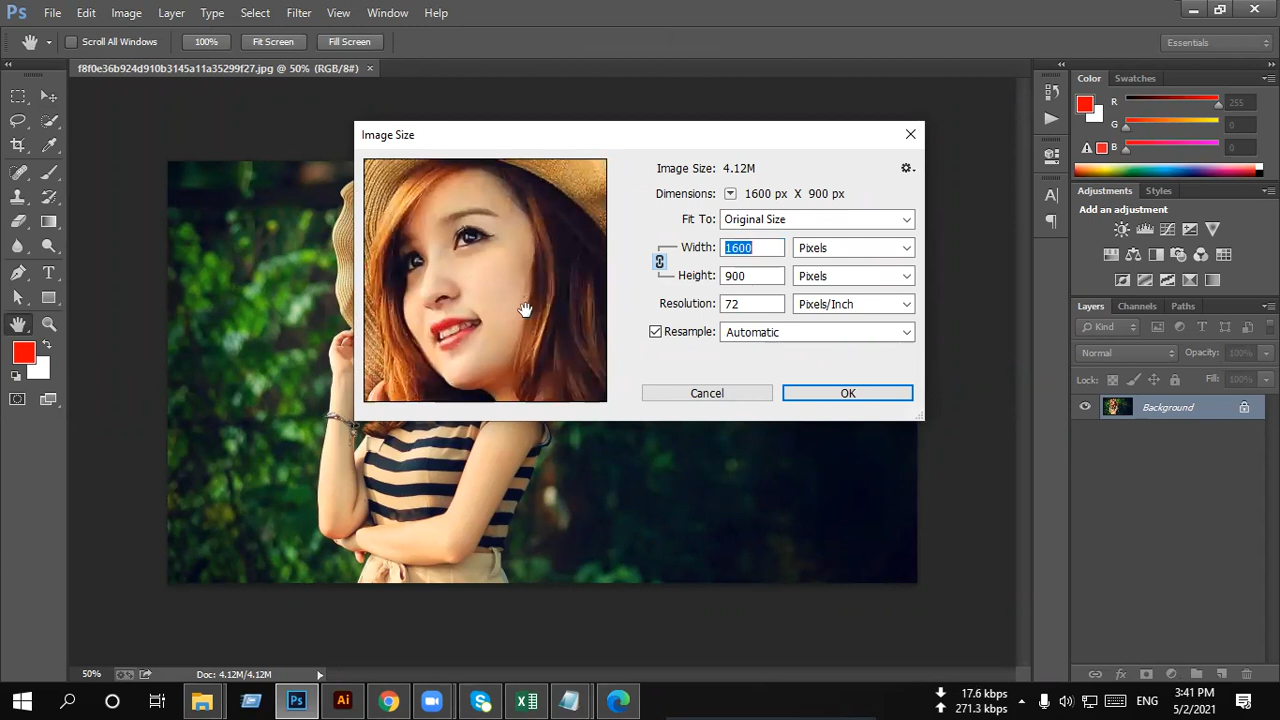 Ps File Edit Image Layer Type Select Filter View Window Help
Scroll All Windows 100% Fit Screen Fill Screen Essentials
f8f0e36b924d910b3145a11a35299f27.jpg @ 50% (RGB/8#) ×
Color Swatches
R 255
G 0
B 0
Adjustments Styles
Add an adjustment
Layers Channels Paths
Kind
Normal Opacity: 100%
Lock: Fill: 100%
Background
Image Size
Image Size: 4.12M
Dimensions: 1600 px X 900 px
Fit To: Original Size
Width: 1600 Pixels
Height: 900 Pixels
Resolution: 72 Pixels/Inch
Resample: Automatic
Cancel OK
50% Doc: 4.12M/4.12M
Ps Ai
17.6 kbps
271.3 kbps
ENG
3:41 PM
5/2/2021